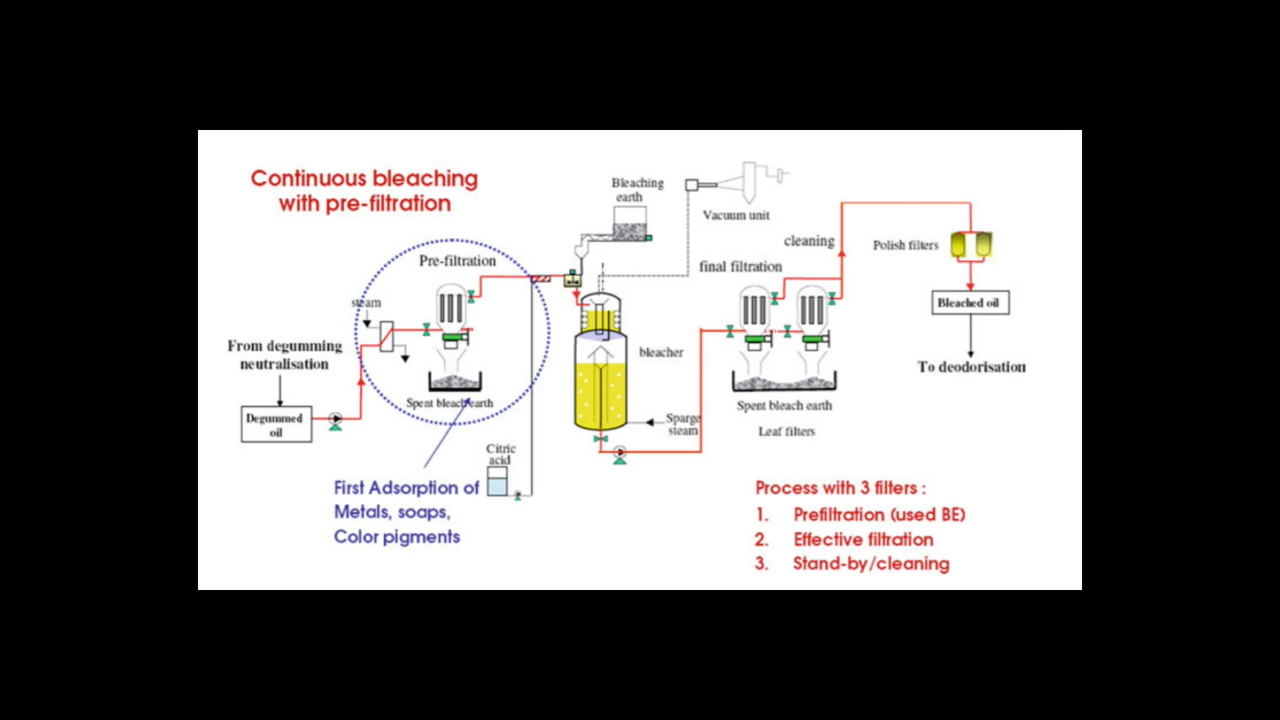 Continuous bleaching
with pre-filtration
Bleaching
earth
Vacuum unit
cleaning
Polish filters
Pre-filtration
final filtration
steam
Bleached oil
From degumming
neutralisation
bleacher
To deodorisation
Spent bleach earth
Spent bleach earth
Degummed
oil
Sparge
steam
Leaf filters
Citric
acid
First Adsorption of
Metals, soaps,
Color pigments
Process with 3 filters :
1. Prefiltration (used BE)
2. Effective filtration
3. Stand-by/cleaning